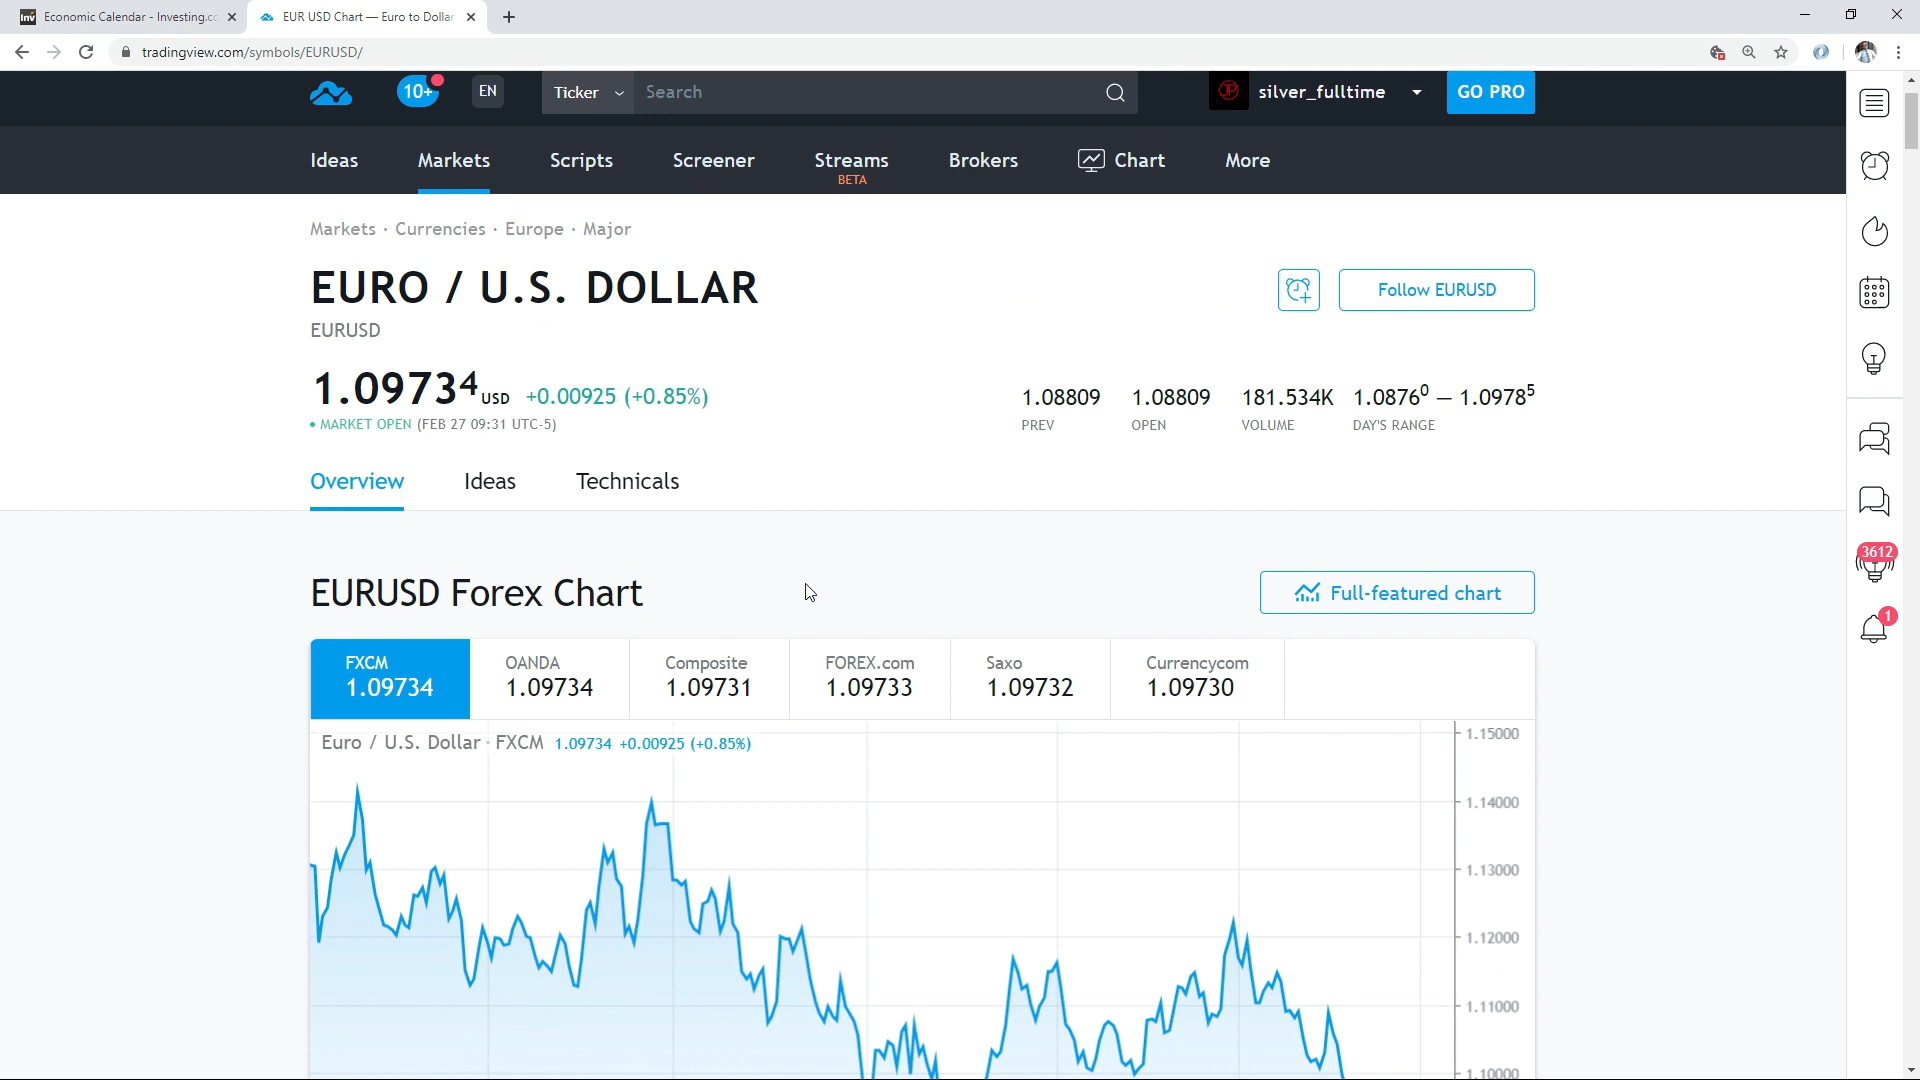 Inv Economic Calendar - Investing.co
EUR USD Chart — Euro to Dollar
tradingview.com/symbols/EURUSD/
10+
EN
Ticker
Search
JP
silver_fulltime
GO PRO
Ideas
Markets
Scripts
Screener
Streams
BETA
Brokers
Chart
More
Markets · Currencies · Europe · Major
EURO / U.S. DOLLAR
EURUSD
Follow EURUSD
1.09734 USD +0.00925 (+0.85%)
• MARKET OPEN (FEB 27 09:31 UTC-5)
1.08809
PREV
1.08809
OPEN
181.534K
VOLUME
1.08760 — 1.09785
DAY'S RANGE
Overview
Ideas
Technicals
3612
1
EURUSD Forex Chart
Full-featured chart
FXCM
1.09734
OANDA
1.09734
Composite
1.09731
FOREX.com
1.09733
Saxo
1.09732
Currencycom
1.09730
Euro / U.S. Dollar · FXCM 1.09734 +0.00925 (+0.85%)
1.15000
1.14000
1.13000
1.12000
1.11000
1.10000